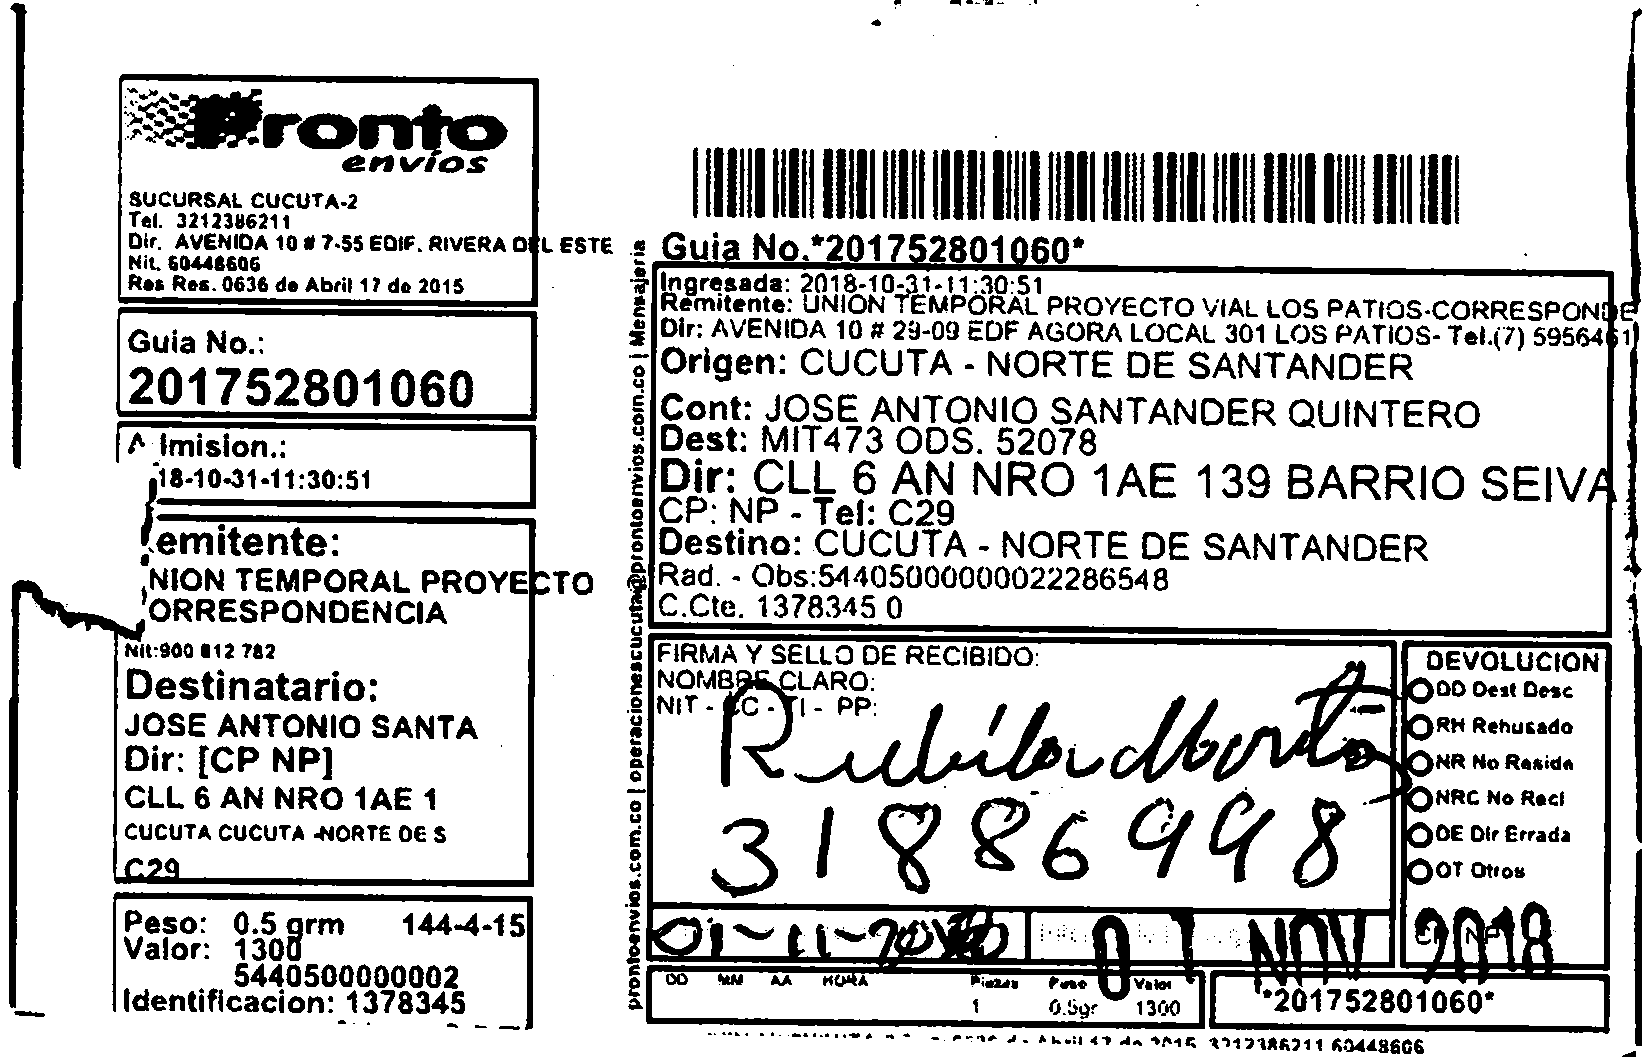 Pronto
envíos
SUCURSAL CUCUTA-2
Tel. 3212386211
Dir. AVENIDA 10 # 7-55 EDIF. RIVERA DEL ESTE
Nit. 60448606
Res Res. 0636 de Abril 17 de 2015
Guia No.:
201752801060
imision.:
18-10-31-11:30:51
emitente:
NION TEMPORAL PROYECTO
ORRESPONDENCIA
Nit:900 812 782
Destinatario:
JOSE ANTONIO SANTA
Dir: [CP NP]
CLL 6 AN NRO 1AE 1
CUCUTA CUCUTA -NORTE DE S
C29
Peso: 0.5 grm 144-4-15
Valor: 1300
5440500000002
Identificacion: 1378345
prontoenvios.com.co | operacionescucuta@prontoenvios.com.co | Mensajeria
Guia No.*201752801060*
Ingresada: 2018-10-31-11:30:51
Remitente: UNION TEMPORAL PROYECTO VIAL LOS PATIOS-CORRESPONDE
Dir: AVENIDA 10 # 29-09 EDF AGORA LOCAL 301 LOS PATIOS- Tel.(7) 5956461
Origen: CUCUTA - NORTE DE SANTANDER
Cont: JOSE ANTONIO SANTANDER QUINTERO
Dest: MIT473 ODS. 52078
Dir: CLL 6 AN NRO 1AE 139 BARRIO SEIVA
CP: NP - Tel: C29
Destino: CUCUTA - NORTE DE SANTANDER
Rad. - Obs:54405000000022286548
C.Cte. 1378345 0
FIRMA Y SELLO DE RECIBIDO:
NOMBRE CLARO:
NIT - CC - TI - PP:
31886998
DEVOLUCION
DD Dest Desc
RH Rehusado
NR No Reside
NRC No Recl
DE Dir Errada
OT Otros
01-11-2018
01 NOV 2018
DD MM AA HORA
Piezas Peso Valor
1 0.5gr 1300
*201752801060*
de Abril 17 de 2015 3212386211 60448606